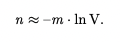 n ≈ –m · ln V.